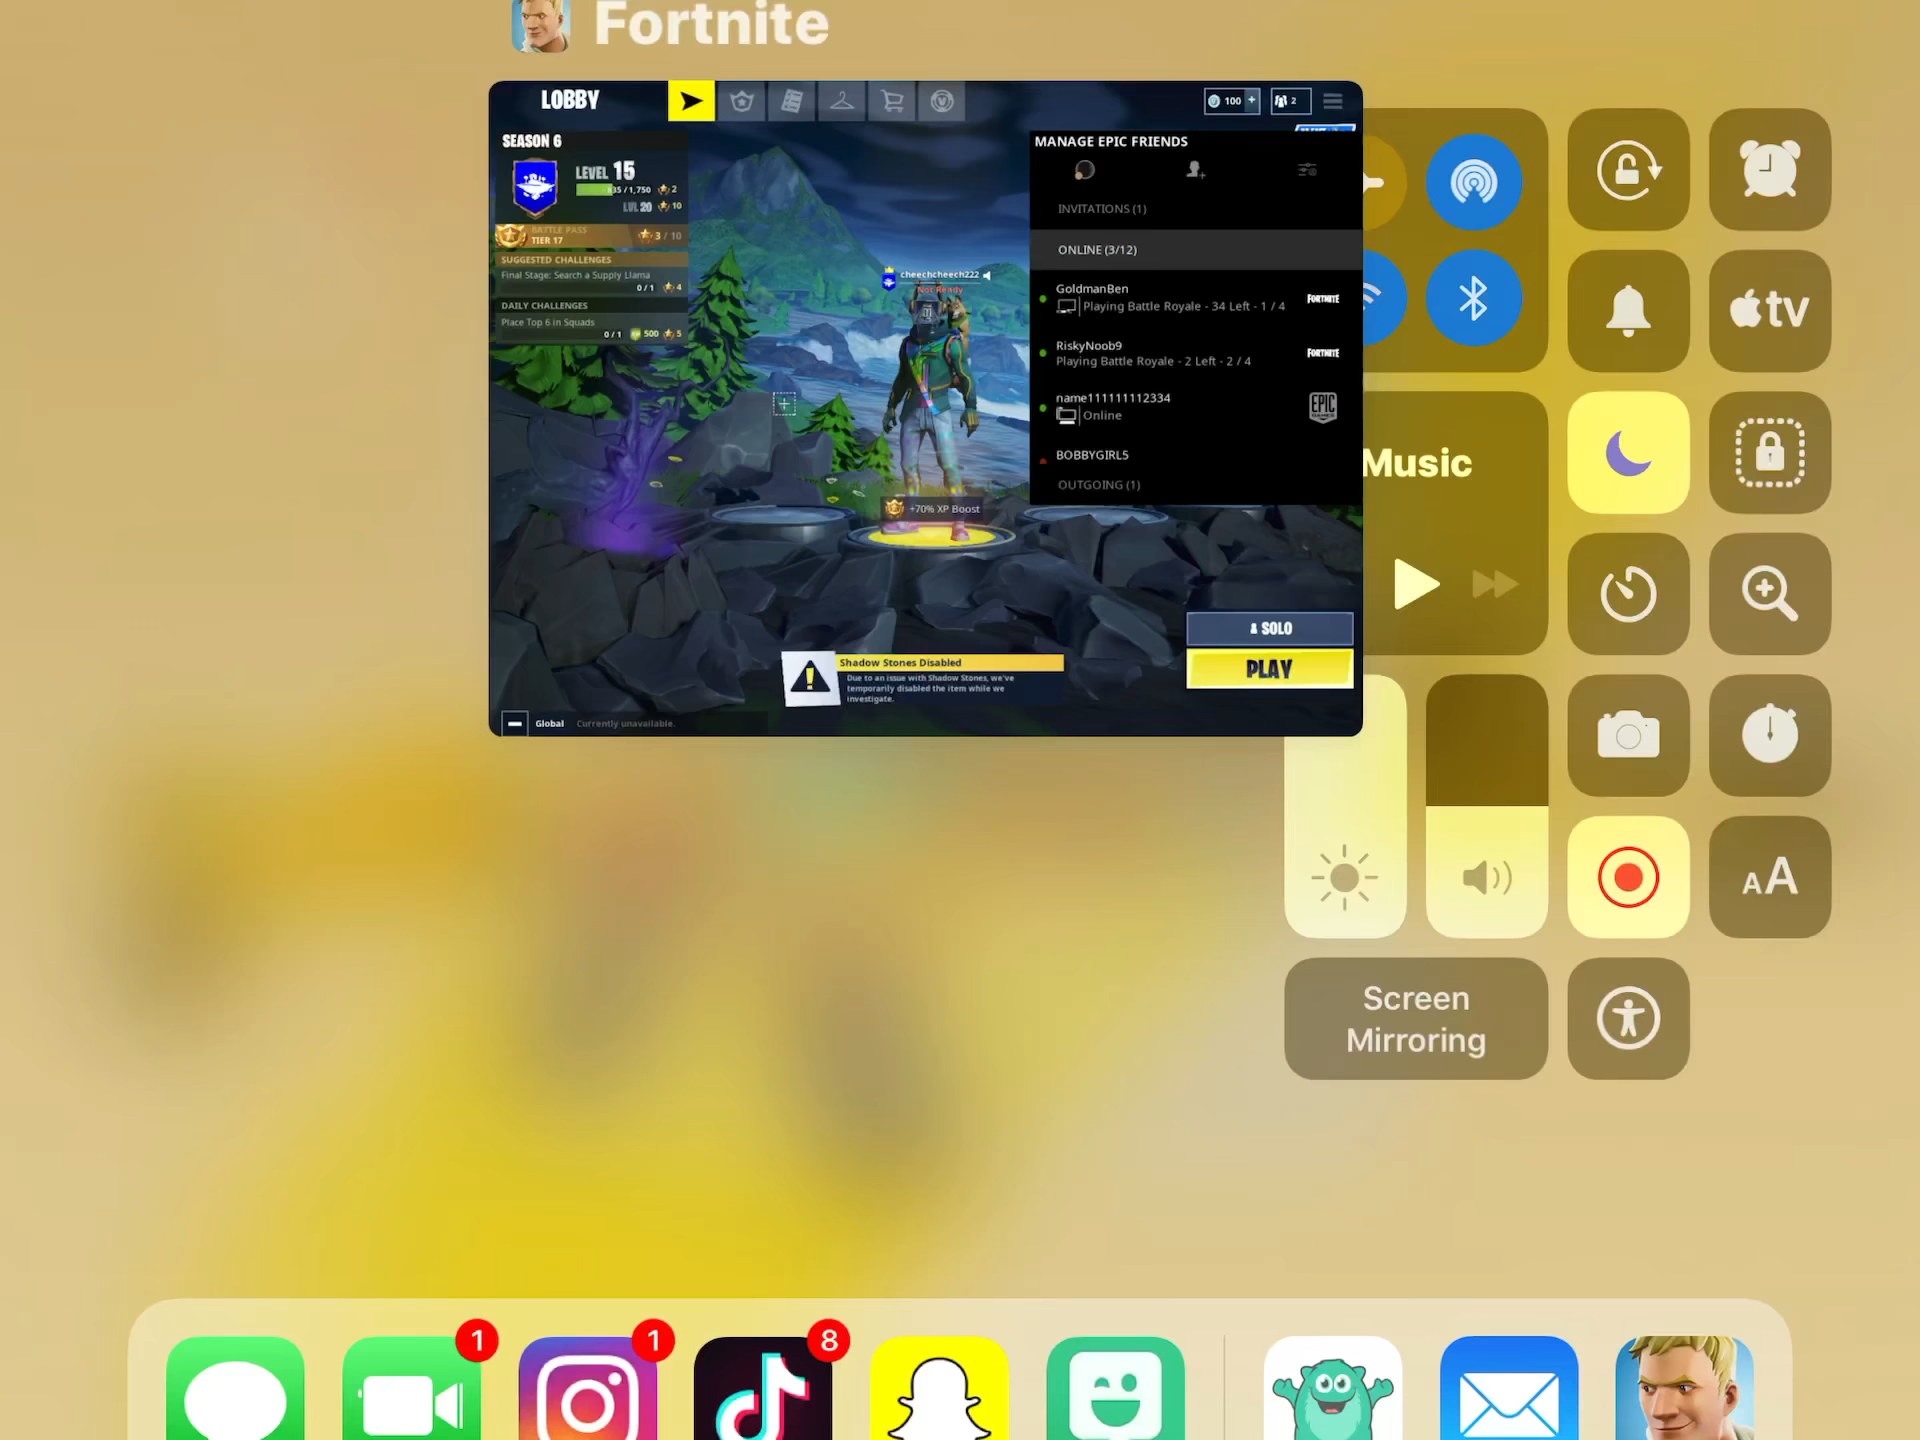 Fortnite
LOBBY
100 +
2
SEASON 6
LEVEL 15
835 / 1,750
2
LVL 20
10
BATTLE PASS
TIER 17
3 / 10
SUGGESTED CHALLENGES
Final Stage: Search a Supply Llama
0 / 1
4
DAILY CHALLENGES
Place Top 6 in Squads
0 / 1
500
5
cheechcheech222
Not Ready
+70% XP Boost
MANAGE EPIC FRIENDS
INVITATIONS (1)
ONLINE (3/12)
GoldmanBen
Playing Battle Royale - 34 Left - 1 / 4
FORTNITE
RiskyNoob9
Playing Battle Royale - 2 Left - 2 / 4
FORTNITE
name111111112334
Online
EPIC
GAMES
BOBBYGIRL5
OUTGOING (1)
SOLO
PLAY
Shadow Stones Disabled
Due to an issue with Shadow Stones, we've
temporarily disabled the item while we
investigate.
Global
Currently unavailable.
tv
Music
AA
Screen
Mirroring
1
1
8